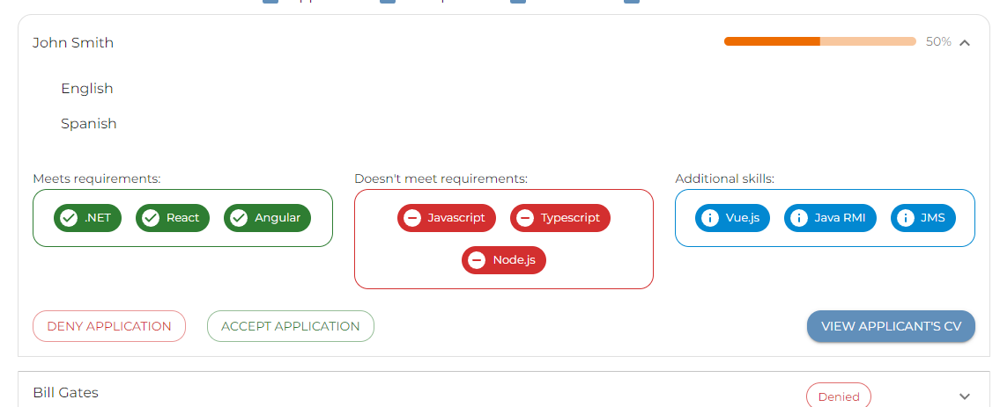 John Smith
50%
English
Spanish
Meets requirements:
Doesn't meet requirements:
Additional skills:
.NET React Angular
Javascript Typescript
Node.js
Vue.js Java RMI JMS
DENY APPLICATION
ACCEPT APPLICATION
VIEW APPLICANT'S CV
Bill Gates
Denied